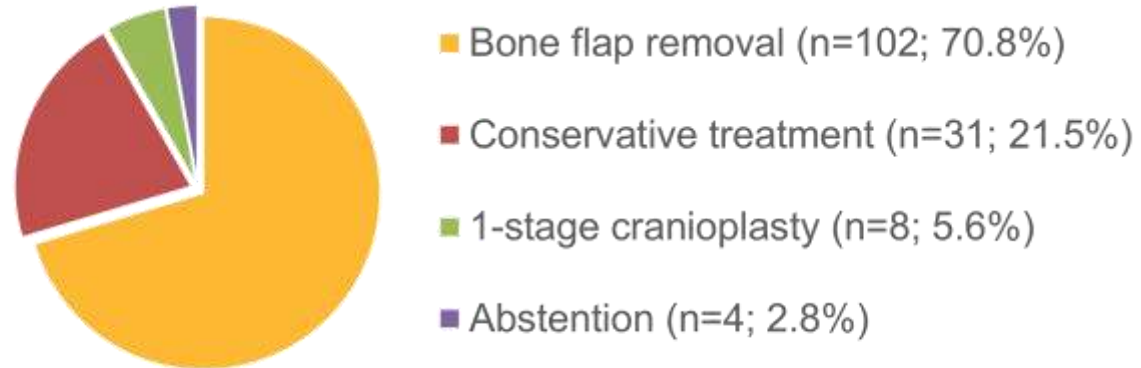 Bone flap removal (n=102; 70.8%)
Conservative treatment (n=31; 21.5%)
1-stage cranioplasty (n=8; 5.6%)
Abstention (n=4; 2.8%)